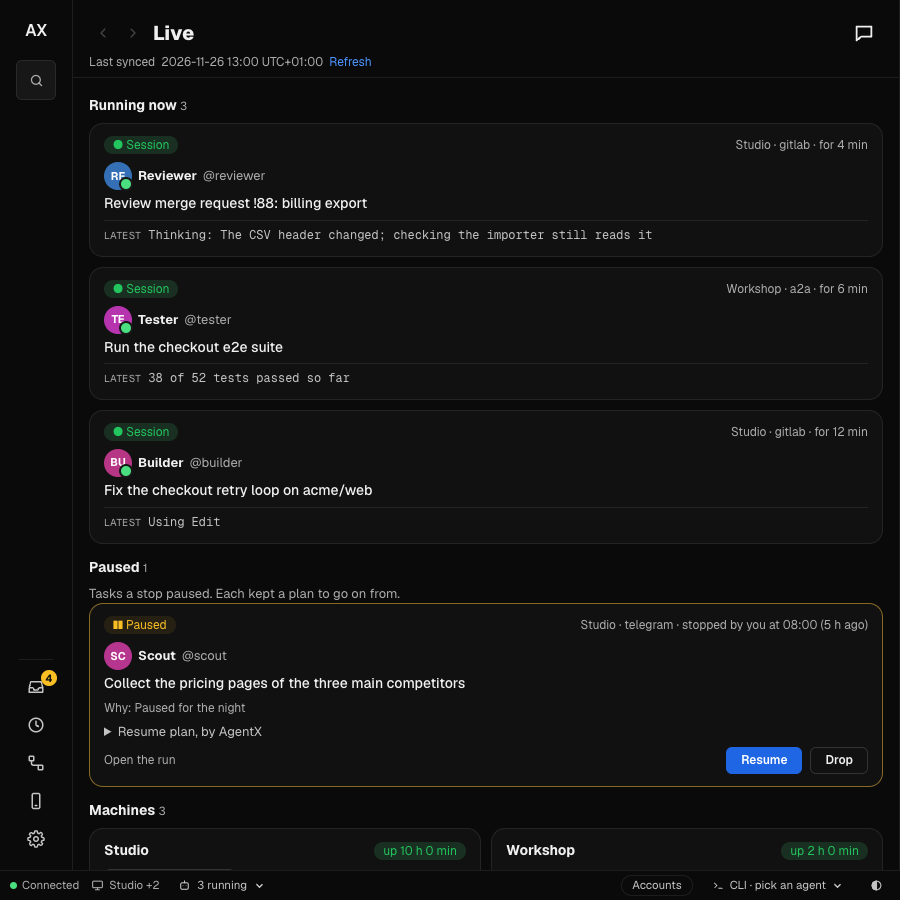 AX
Live
Last synced 2026-11-26 13:00 UTC+01:00 Refresh
Running now 3
Session
Studio · gitlab · for 4 min
Reviewer @reviewer
Review merge request !88: billing export
LATEST Thinking: The CSV header changed; checking the importer still reads it
Session
Workshop · a2a · for 6 min
Tester @tester
Run the checkout e2e suite
LATEST 38 of 52 tests passed so far
Session
Studio · gitlab · for 12 min
BU Builder @builder
Fix the checkout retry loop on acme/web
LATEST Using Edit
Paused 1
Tasks a stop paused. Each kept a plan to go on from.
Paused
Studio · telegram · stopped by you at 08:00 (5 h ago)
SC Scout @scout
Collect the pricing pages of the three main competitors
Why: Paused for the night
Resume plan, by AgentX
Open the run
Resume
Drop
4
Machines 3
Studio
up 10 h 0 min
Workshop
up 2 h 0 min
Connected
Studio +2
3 running
Accounts
CLI · pick an agent